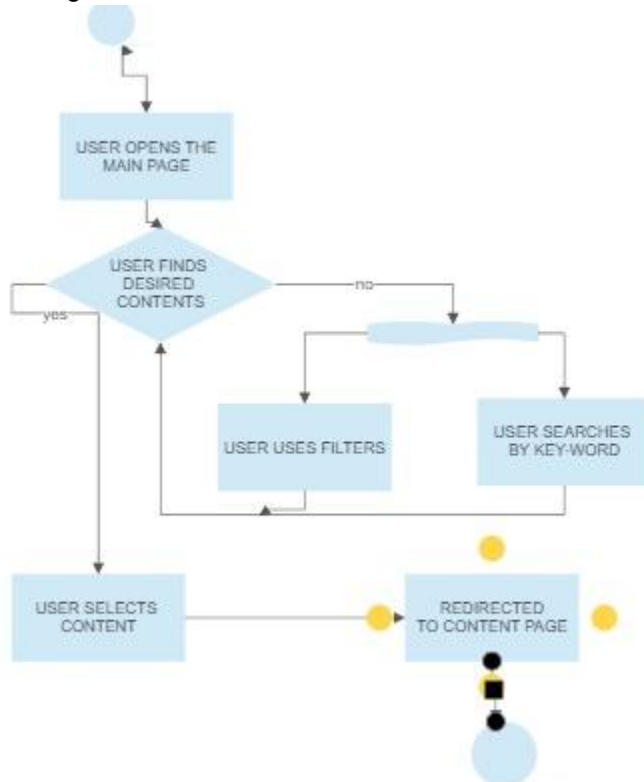 USER OPENS THE
MAIN PAGE
USER FINDS
DESIRED
CONTENTS
no
yes
USER USES FILTERS
USER SEARCHES
BY KEY-WORD
USER SELECTS
CONTENT
REDIRECTED
TO CONTENT PAGE